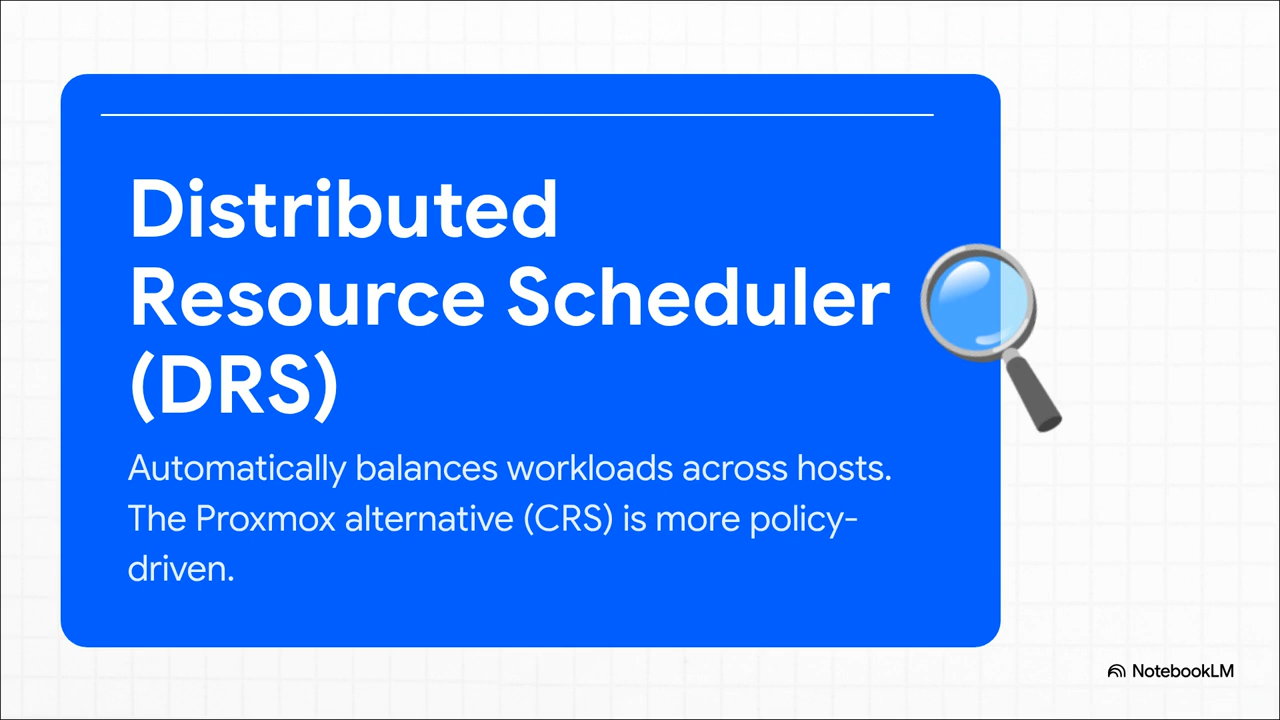 Distributed
Resource Scheduler
(DRS)
Automatically balances workloads across hosts.
The Proxmox alternative (CRS) is more policy-
driven.
NotebookLM